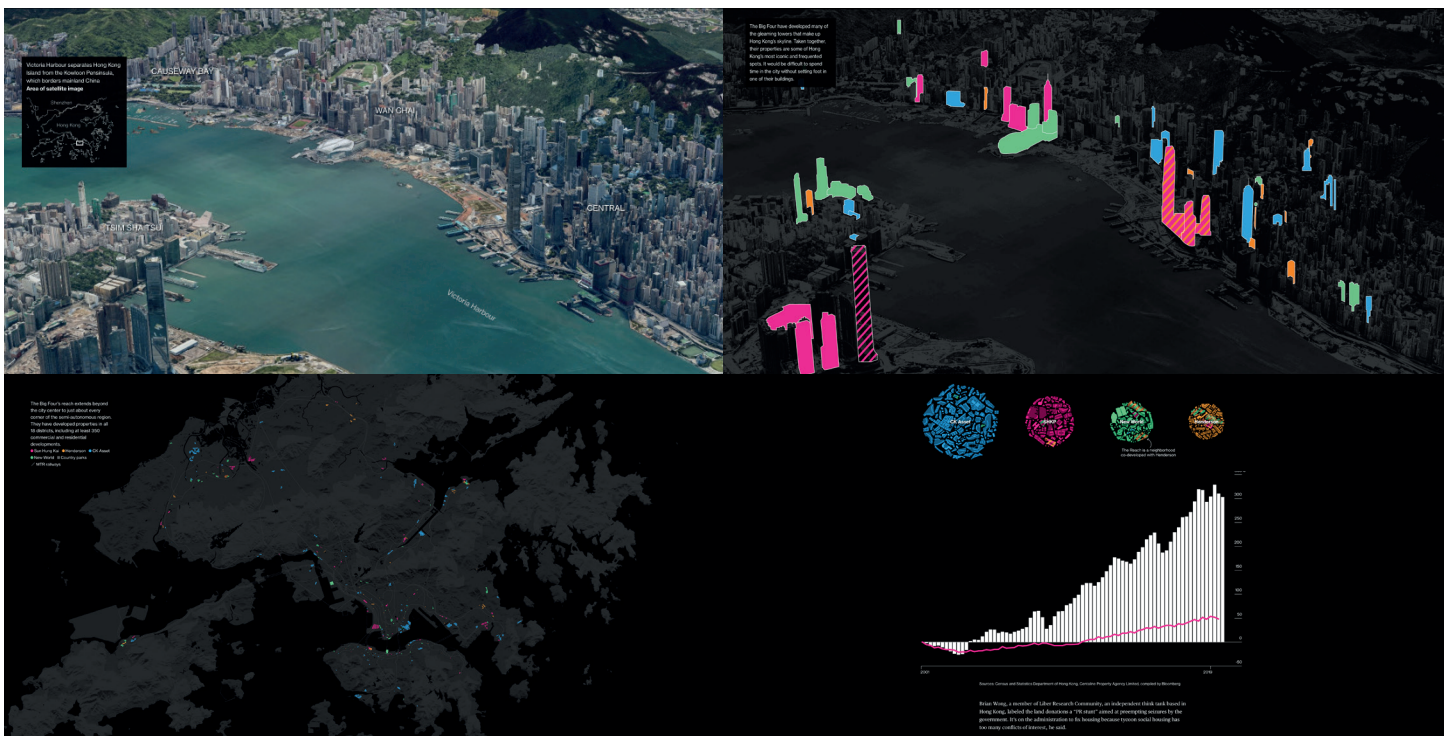 Victoria Harbour separates Hong Kong
Island from the Kowloon Peninsula,
which borders mainland China
Area of satellite image
Shenzhen
Hong Kong
CAUSEWAY BAY
WAN CHAI
CENTRAL
TSIM SHA TSUI
Victoria Harbour
The Big Four have developed many of
the gleaming towers that make up
Hong Kong's skyline. Taken together,
their properties are some of Hong
Kong's most iconic and frequented
spots. It would be difficult to spend
time in the city without setting foot in
one of their buildings.
The Big Four's reach extends beyond
the city center to just about every
corner of the semi-autonomous region.
They have developed properties in all
18 districts, including at least 350
commercial and residential
developments.
Sun Hung Kai Henderson CK Asset
New World Country parks
MTR railways
CK Asset
SHKP
New World
Henderson
The Reach is a neighborhood
co-developed with Henderson
300
250
200
150
100
50
0
-50
2001
2019
Sources: Census and Statistics Department of Hong Kong, Centaline Property Agency Limited, compiled by Bloomberg
Brian Wong, a member of Liber Research Community, an independent think tank based in
Hong Kong, labeled the land donations a "PR stunt" aimed at preempting seizures by the
government. It's on the administration to fix housing because tycoon social housing has
too many conflicts of interest, he said.